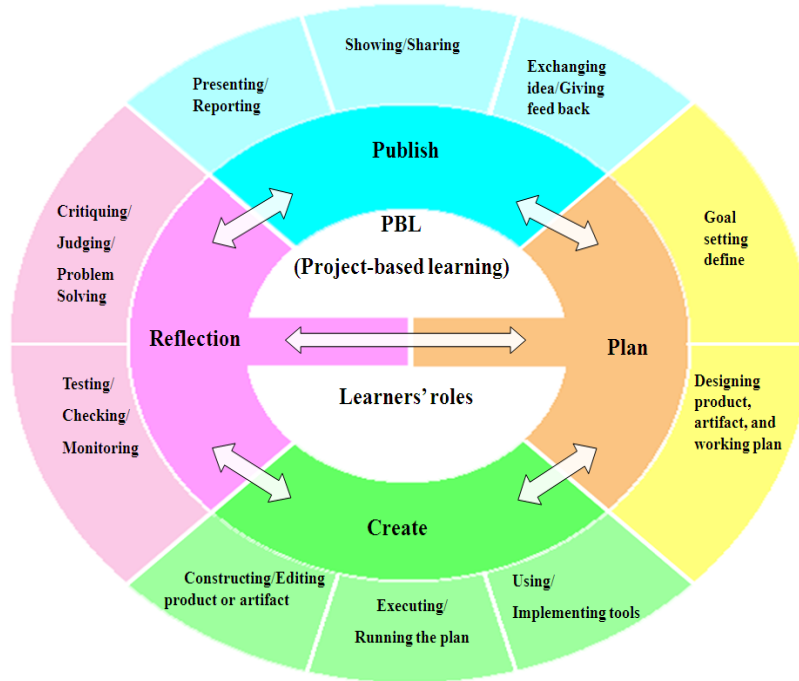 Showing/Sharing
Presenting/
Reporting
Exchanging
idea/Giving
feed back
Publish
PBL
(Project-based learning)
Critiquing/
Judging/
Problem
Solving
Goal
setting
define
Reflection
Plan
Learners’ roles
Testing/
Checking/
Monitoring
Designing
product,
artifact, and
working plan
Create
Constructing/Editing
product or artifact
Executing/
Running the plan
Using/
Implementing tools